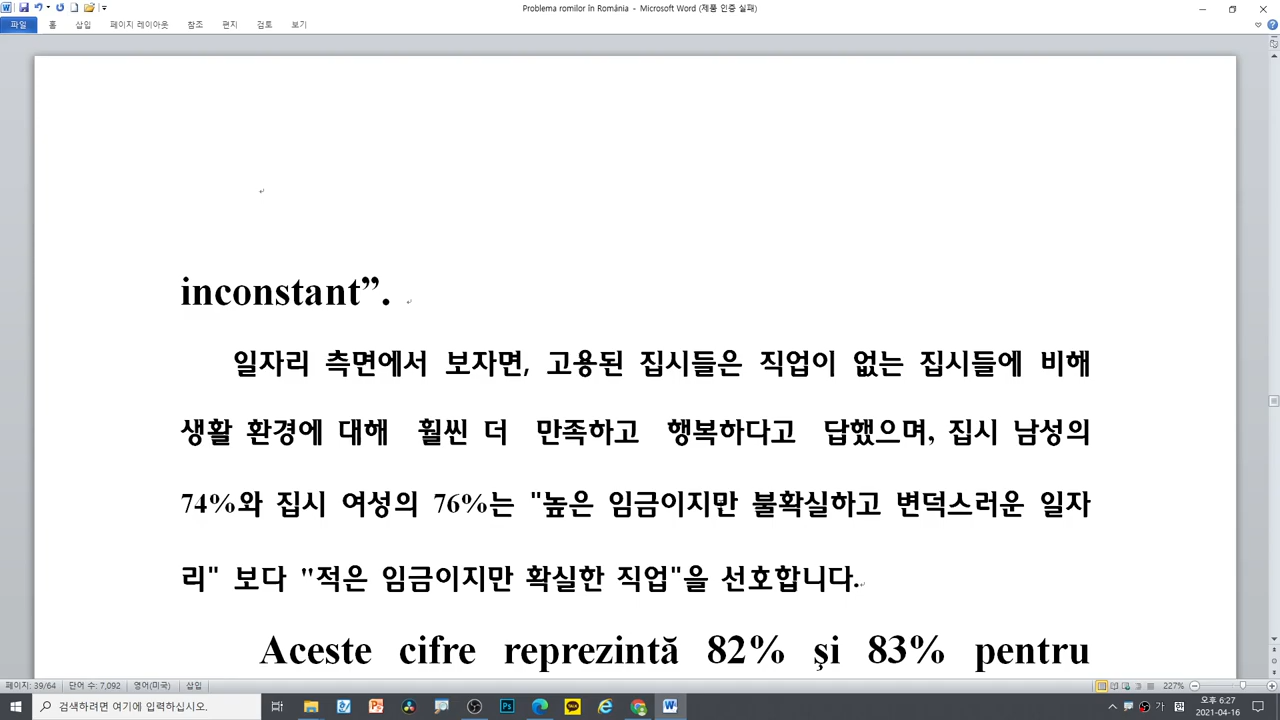 Problema romilor în România - Microsoft Word (제품 인증 실패)
파일 홈 삽입 페이지 레이아웃 참조 편지 검토 보기
inconstant”.
일자리 측면에서 보자면, 고용된 집시들은 직업이 없는 집시들에 비해
생활 환경에 대해 훨씬 더 만족하고 행복하다고 답했으며, 집시 남성의
74%와 집시 여성의 76%는 "높은 임금이지만 불확실하고 변덕스러운 일자
리" 보다 "적은 임금이지만 확실한 직업"을 선호합니다.
Aceste cifre reprezintă 82% şi 83% pentru
페이지: 39/64 단어 수: 7,092 영어(미국) 삽입 227%
검색하려면 여기에 입력하십시오. 가 오후 6:27
2021-04-16